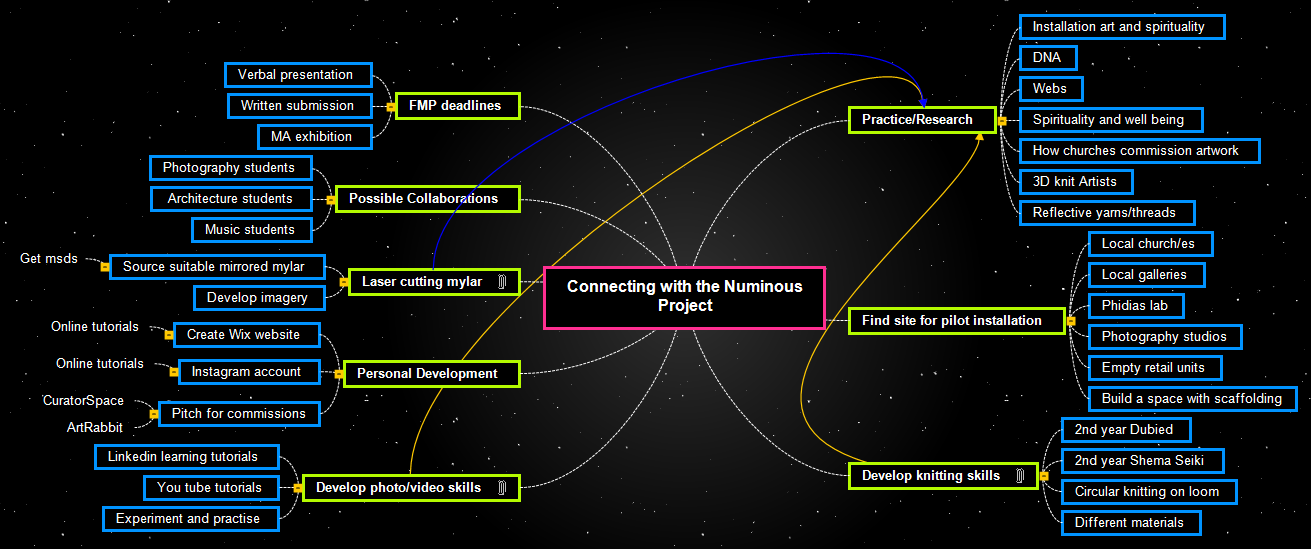 Connecting with the Numinous
Project
FMP deadlines
Verbal presentation
Written submission
MA exhibition
Possible Collaborations
Photography students
Architecture students
Music students
Laser cutting mylar
Source suitable mirrored mylar
Get msds
Develop imagery
Personal Development
Create Wix website
Online tutorials
Instagram account
Online tutorials
Pitch for commissions
CuratorSpace
ArtRabbit
Develop photo/video skills
Linkedin learning tutorials
You tube tutorials
Experiment and practise
Practice/Research
Installation art and spirituality
DNA
Webs
Spirituality and well being
How churches commission artwork
3D knit Artists
Reflective yarns/threads
Find site for pilot installation
Local church/es
Local galleries
Phidias lab
Photography studios
Empty retail units
Build a space with scaffolding
Develop knitting skills
2nd year Dubied
2nd year Shema Seiki
Circular knitting on loom
Different materials